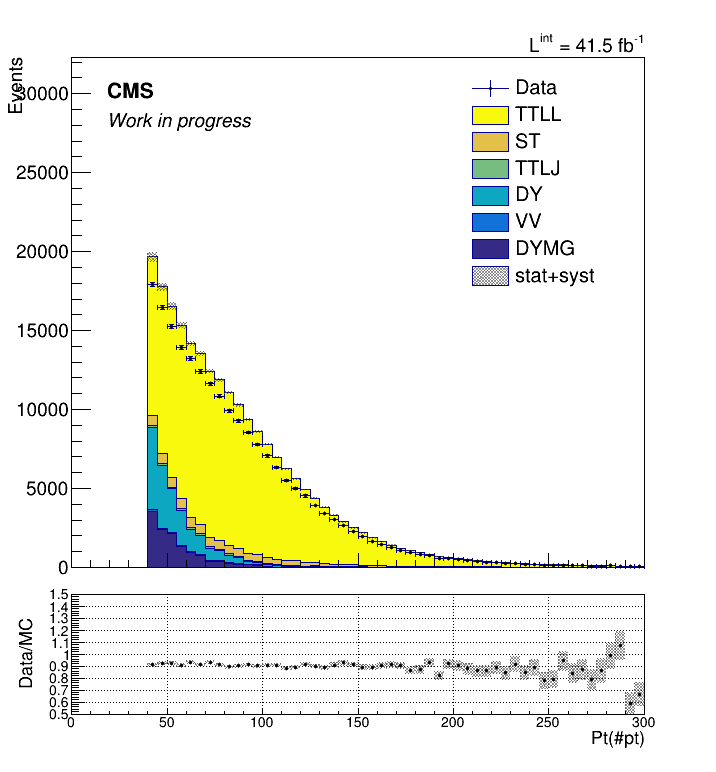 L^int = 41.5 fb^-1
Events
CMS
Work in progress
Data
TTLL
ST
TTLJ
DY
VV
DYMG
stat+syst
30000
25000
20000
15000
10000
5000
0
Data/MC
1.5
1.4
1.3
1.2
1.1
1
0.9
0.8
0.7
0.6
0.5
0 50 100 150 200 250 300
Pt(#pt)